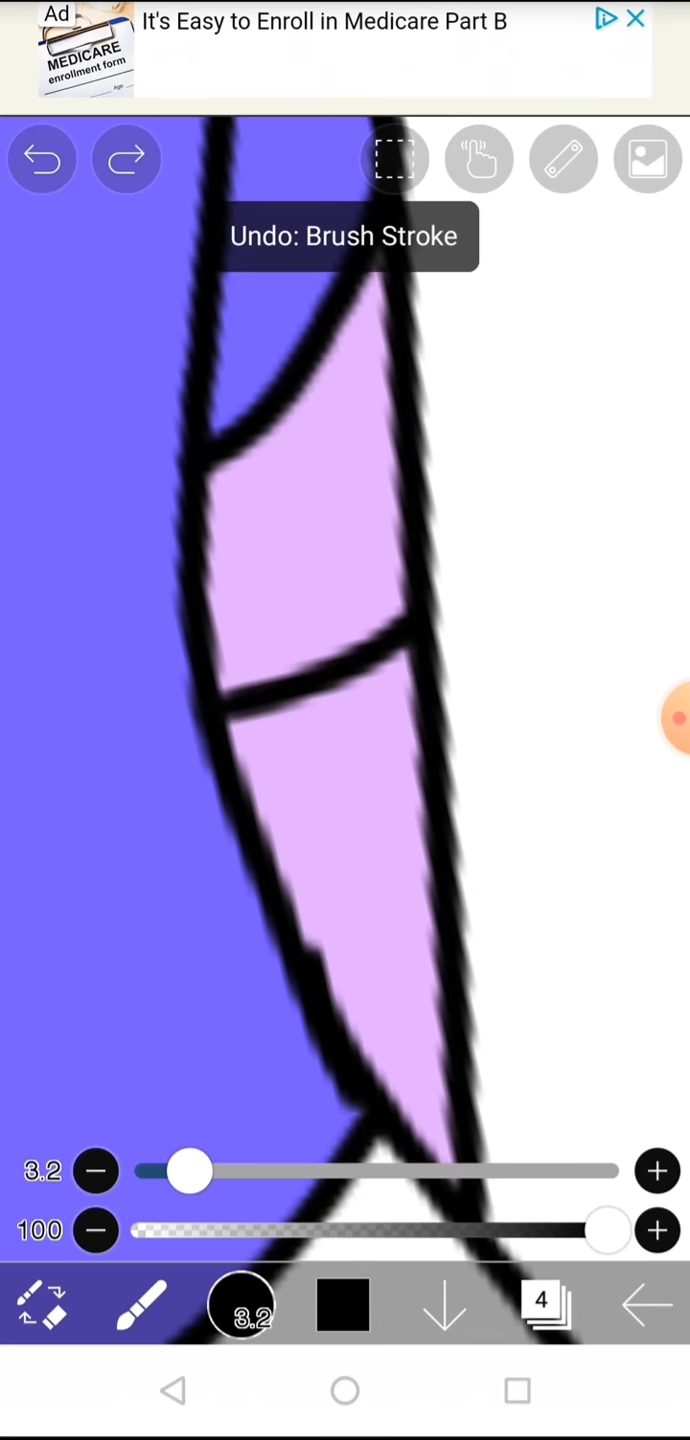 Ad
It's Easy to Enroll in Medicare Part B
MEDICARE
enrollment form
Age
Undo: Brush Stroke
3.2
100
3.2
4